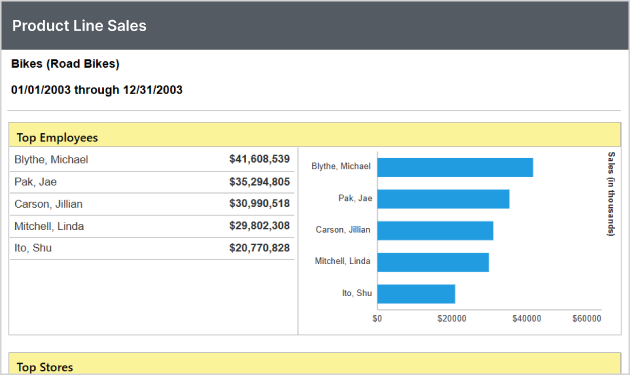 Product Line Sales
Bikes (Road Bikes)
01/01/2003 through 12/31/2003
Top Employees
Blythe, Michael $41,608,539
Pak, Jae $35,294,805
Carson, Jillian $30,990,518
Mitchell, Linda $29,802,308
Ito, Shu $20,770,828
Blythe, Michael
Pak, Jae
Carson, Jillian
Mitchell, Linda
Ito, Shu
$0 $20000 $40000 $60000
Sales (in thousands)
Top Stores